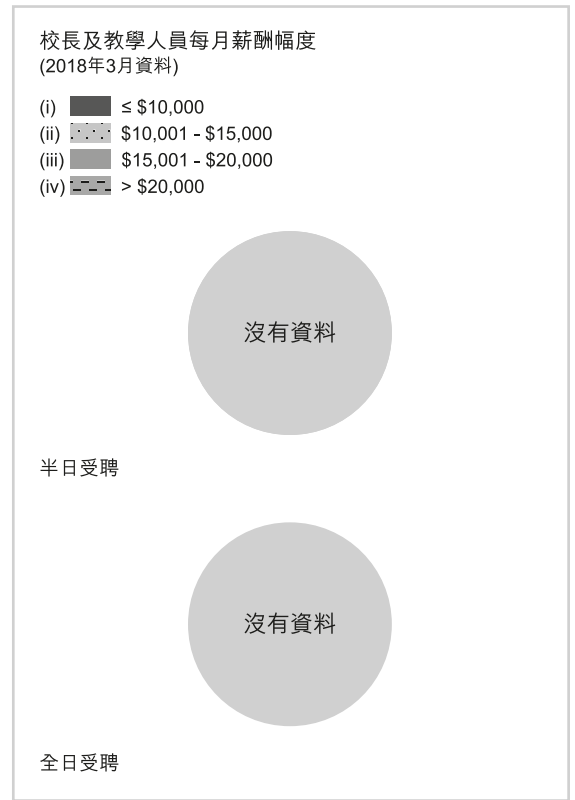 校長及教學人員每月薪酬幅度
(2018年3月資料)
(i) ≤ $10,000
(ii) $10,001 - $15,000
(iii) $15,001 - $20,000
(iv) > $20,000
沒有資料
半日受聘
沒有資料
全日受聘